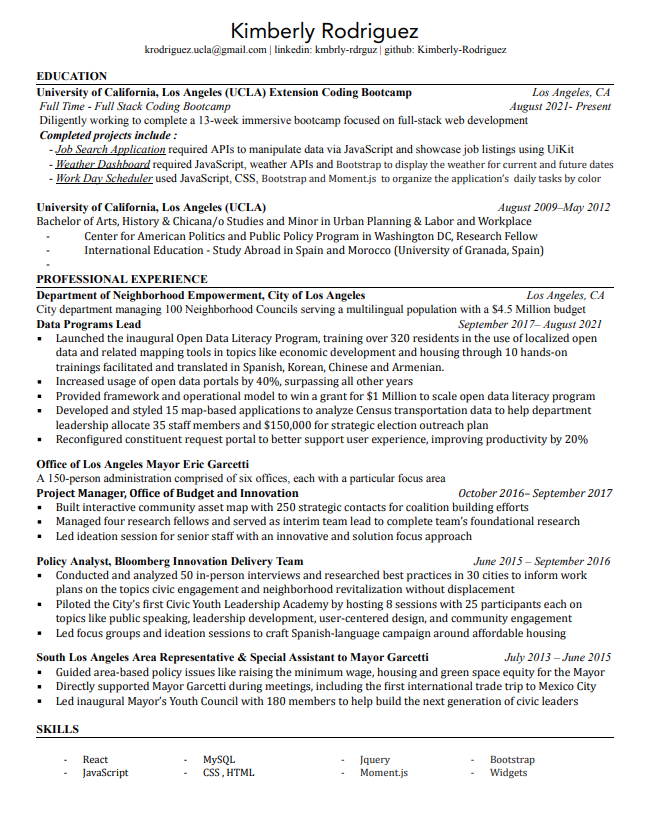 Kimberly Rodriguez
krodriguez.ucla@gmail.com | linkedin: kmbrly-rdrguz | github: Kimberly-Rodriguez
EDUCATION
University of California, Los Angeles (UCLA) Extension Coding Bootcamp Los Angeles, CA
Full Time - Full Stack Coding Bootcamp August 2021- Present
Diligently working to complete a 13-week immersive bootcamp focused on full-stack web development
Completed projects include :
- Job Search Application required APIs to manipulate data via JavaScript and showcase job listings using UiKit
- Weather Dashboard required JavaScript, weather APIs and Bootstrap to display the weather for current and future dates
- Work Day Scheduler used JavaScript, CSS, Bootstrap and Moment.js to organize the application's daily tasks by color
University of California, Los Angeles (UCLA) August 2009–May 2012
Bachelor of Arts, History & Chicana/o Studies and Minor in Urban Planning & Labor and Workplace
- Center for American Politics and Public Policy Program in Washington DC, Research Fellow
- International Education - Study Abroad in Spain and Morocco (University of Granada, Spain)
-
PROFESSIONAL EXPERIENCE
Department of Neighborhood Empowerment, City of Los Angeles Los Angeles, CA
City department managing 100 Neighborhood Councils serving a multilingual population with a $4.5 Million budget
Data Programs Lead September 2017– August 2021
▪ Launched the inaugural Open Data Literacy Program, training over 320 residents in the use of localized open
data and related mapping tools in topics like economic development and housing through 10 hands-on
trainings facilitated and translated in Spanish, Korean, Chinese and Armenian.
▪ Increased usage of open data portals by 40%, surpassing all other years
▪ Provided framework and operational model to win a grant for $1 Million to scale open data literacy program
▪ Developed and styled 15 map-based applications to analyze Census transportation data to help department
leadership allocate 35 staff members and $150,000 for strategic election outreach plan
▪ Reconfigured constituent request portal to better support user experience, improving productivity by 20%
Office of Los Angeles Mayor Eric Garcetti
A 150-person administration comprised of six offices, each with a particular focus area
Project Manager, Office of Budget and Innovation October 2016– September 2017
▪ Built interactive community asset map with 250 strategic contacts for coalition building efforts
▪ Managed four research fellows and served as interim team lead to complete team's foundational research
▪ Led ideation session for senior staff with an innovative and solution focus approach
Policy Analyst, Bloomberg Innovation Delivery Team June 2015 – September 2016
▪ Conducted and analyzed 50 in-person interviews and researched best practices in 30 cities to inform work
plans on the topics civic engagement and neighborhood revitalization without displacement
▪ Piloted the City's first Civic Youth Leadership Academy by hosting 8 sessions with 25 participants each on
topics like public speaking, leadership development, user-centered design, and community engagement
▪ Led focus groups and ideation sessions to craft Spanish-language campaign around affordable housing
South Los Angeles Area Representative & Special Assistant to Mayor Garcetti July 2013 – June 2015
▪ Guided area-based policy issues like raising the minimum wage, housing and green space equity for the Mayor
▪ Directly supported Mayor Garcetti during meetings, including the first international trade trip to Mexico City
▪ Led inaugural Mayor's Youth Council with 180 members to help build the next generation of civic leaders
SKILLS
- React - MySQL - Jquery - Bootstrap
- JavaScript - CSS , HTML - Moment.js - Widgets